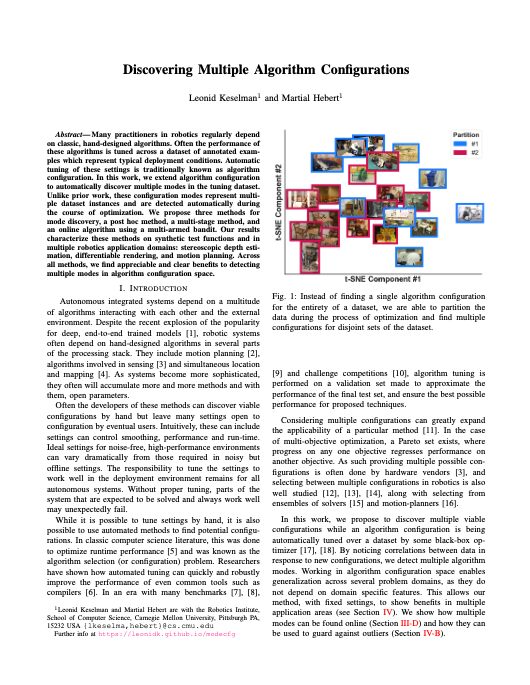 Discovering Multiple Algorithm Configurations
Leonid Keselman¹ and Martial Hebert¹
Abstract—Many practitioners in robotics regularly depend
on classic, hand-designed algorithms. Often the performance of
these algorithms is tuned across a dataset of annotated exam-
ples which represent typical deployment conditions. Automatic
tuning of these settings is traditionally known as algorithm
configuration. In this work, we extend algorithm configuration
to automatically discover multiple modes in the tuning dataset.
Unlike prior work, these configuration modes represent multi-
ple dataset instances and are detected automatically during
the course of optimization. We propose three methods for
mode discovery, a post hoc method, a multi-stage method, and
an online algorithm using a multi-armed bandit. Our results
characterize these methods on synthetic test functions and in
multiple robotics application domains: stereoscopic depth esti-
mation, differentiable rendering, and motion planning. Across
all methods, we find appreciable and clear benefits to detecting
multiple modes in algorithm configuration space.
I. INTRODUCTION
Autonomous integrated systems depend on a multitude
of algorithms interacting with each other and the external
environment. Despite the recent explosion of the popularity
for deep, end-to-end trained models [1], robotic systems
often depend on hand-designed algorithms in several parts
of the processing stack. They include motion planning [2],
algorithms involved in sensing [3] and simultaneous location
and mapping [4]. As systems become more sophisticated,
they often will accumulate more and more methods and with
them, open parameters.
Often the developers of these methods can discover viable
configurations by hand but leave many settings open to
configuration by eventual users. Intuitively, these can include
settings can control smoothing, performance and run-time.
Ideal settings for noise-free, high-performance environments
can vary dramatically from those required in noisy but
offline settings. The responsibility to tune the settings to
work well in the deployment environment remains for all
autonomous systems. Without proper tuning, parts of the
system that are expected to be solved and always work well
may unexpectedly fail.
While it is possible to tune settings by hand, it is also
possible to use automated methods to find potential configu-
rations. In classic computer science literature, this was done
to optimize runtime performance [5] and was known as the
algorithm selection (or configuration) problem. Researchers
have shown how automated tuning can quickly and robustly
improve the performance of even common tools such as
compilers [6]. In an era with many benchmarks [7], [8],
¹Leonid Keselman and Martial Hebert are with the Robotics Institute,
School of Computer Science, Carnegie Mellon University, Pittsburgh PA,
15232 USA {lkeselma,hebert}@cs.cmu.edu
Further info at https://leonidk.github.io/modecfg
Partition
#1
#2
t-SNE Component #2
t-SNE Component #1
Fig. 1: Instead of finding a single algorithm configuration
for the entirety of a dataset, we are able to partition the
data during the process of optimization and find multiple
configurations for disjoint sets of the dataset.
[9] and challenge competitions [10], algorithm tuning is
performed on a validation set made to approximate the
performance of the final test set, and ensure the best possible
performance for proposed techniques.
Considering multiple configurations can greatly expand
the applicability of a particular method [11]. In the case
of multi-objective optimization, a Pareto set exists, where
progress on any one objective regresses performance on
another objective. As such providing multiple possible con-
figurations is often done by hardware vendors [3], and
selecting between multiple configurations in robotics is also
well studied [12], [13], [14], along with selecting from
ensembles of solvers [15] and motion-planners [16].
In this work, we propose to discover multiple viable
configurations while an algorithm configuration is being
automatically tuned over a dataset by some black-box op-
timizer [17], [18]. By noticing correlations between data in
response to new configurations, we detect multiple algorithm
modes. Working in algorithm configuration space enables
generalization across several problem domains, as they do
not depend on domain specific features. This allows our
method, with fixed settings, to show benefits in multiple
application areas (see Section IV). We show how multiple
modes can be found online (Section III-D) and how they can
be used to guard against outliers (Section IV-B).